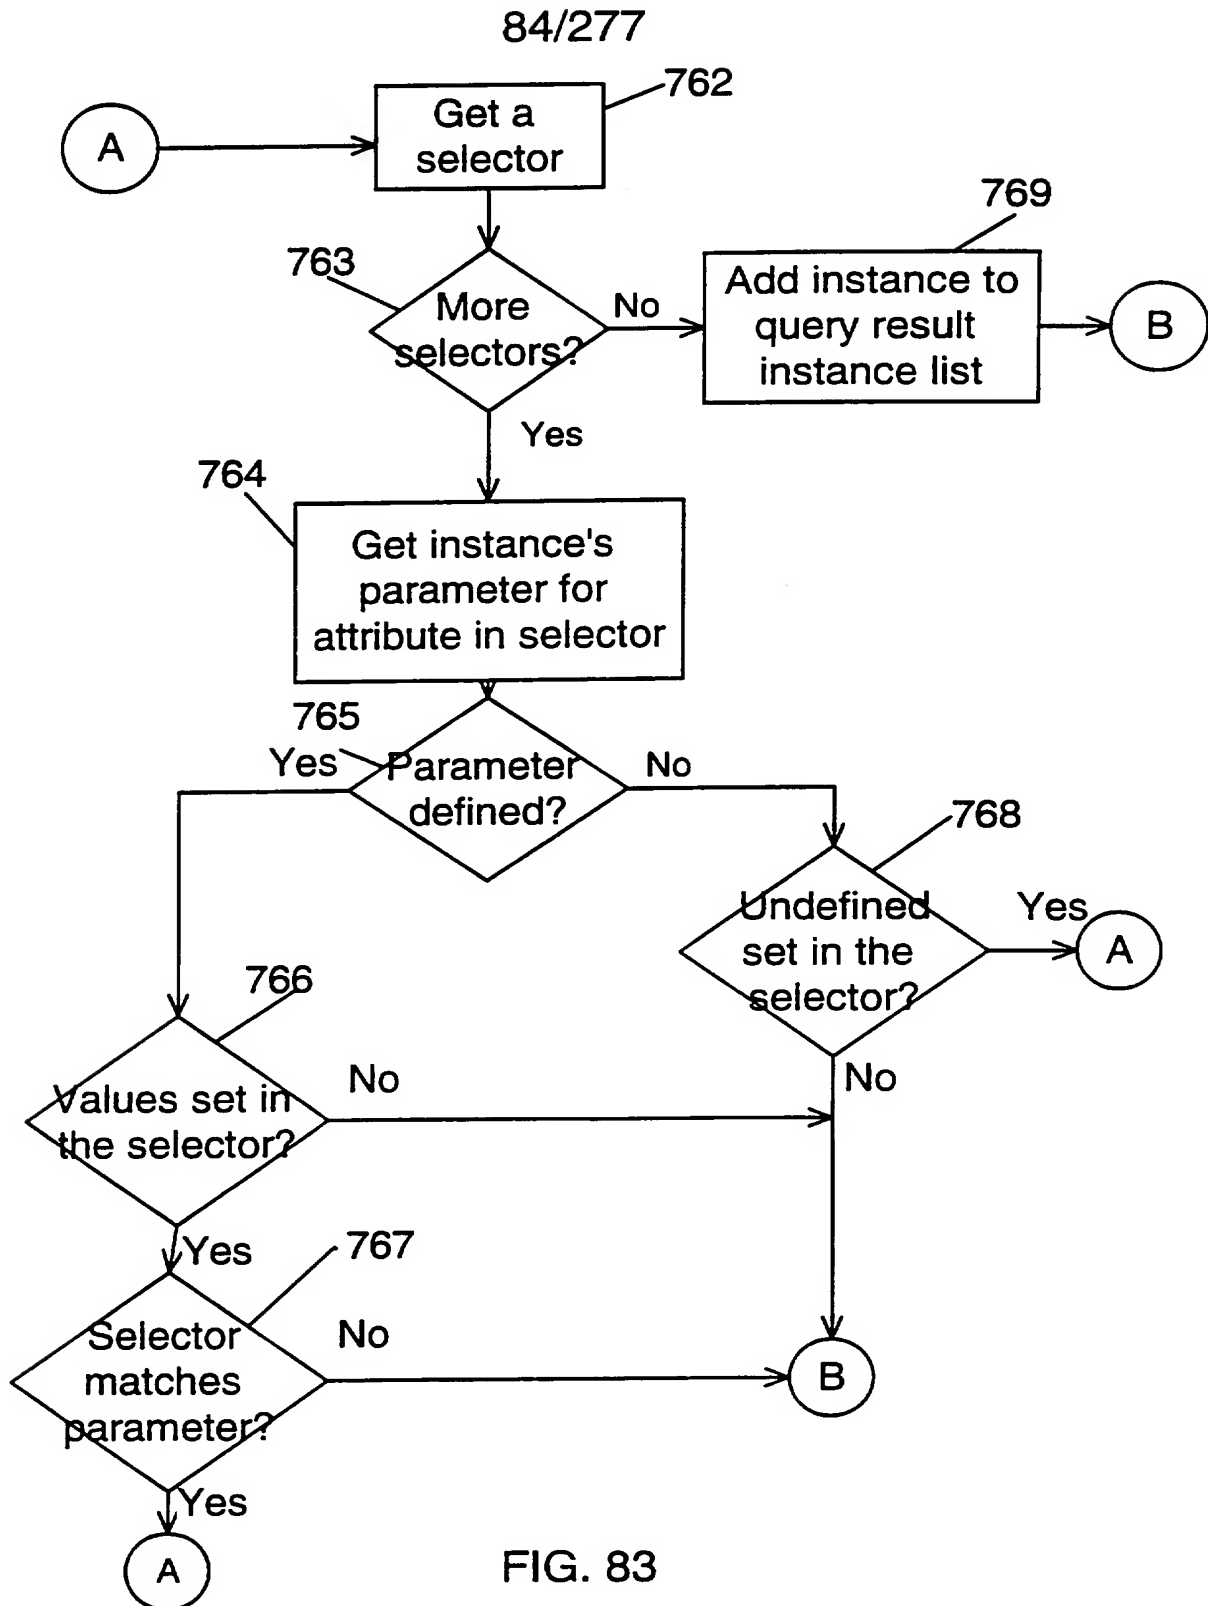 84/277
762
Get a
selector
A
769
763
More
selectors?
No
Add instance to
query result
instance list
B
Yes
764
Get instance's
parameter for
attribute in selector
765
Yes
Parameter
defined?
No
768
Undefined
set in the
selector?
Yes
A
766
Values set in
the selector?
No
No
Yes
767
Selector
matches
parameter?
No
B
Yes
A
FIG. 83